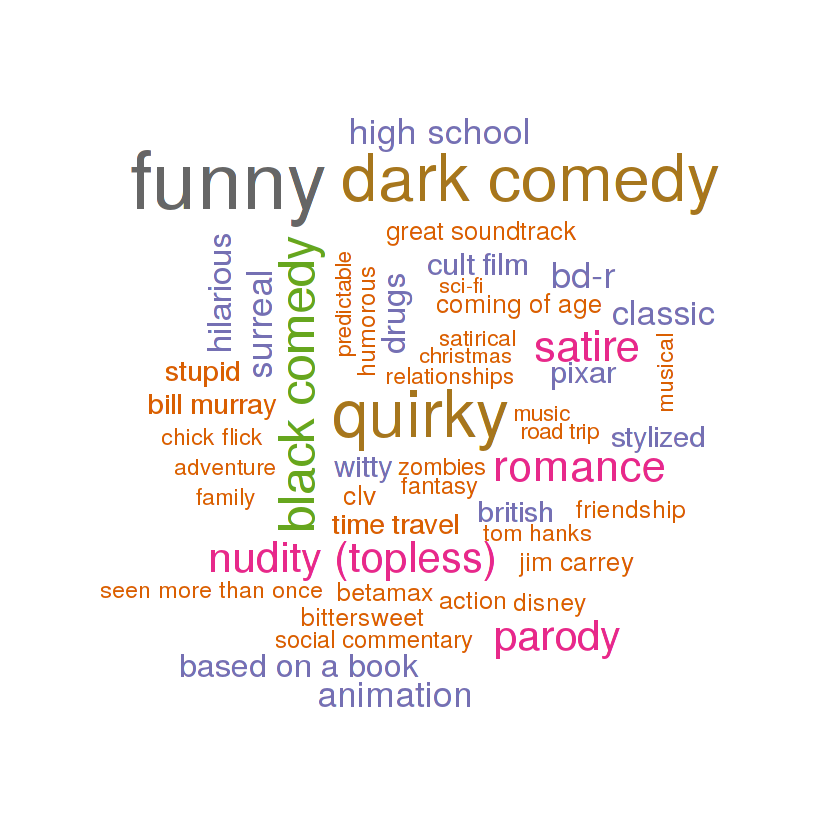 high school
funny
dark comedy
great soundtrack
hilarious
surreal
black comedy
predictable
humorous
drugs
cult film
sci-fi
bd-r
coming of age
classic
satirical
satire
christmas
musical
stupid
relationships
pixar
bill murray
quirky
music
road trip
stylized
chick flick
adventure
witty
zombies
romance
family
clv
fantasy
time travel
british
friendship
tom hanks
nudity (topless)
jim carrey
seen more than once
betamax
action
disney
bittersweet
social commentary
parody
based on a book
animation